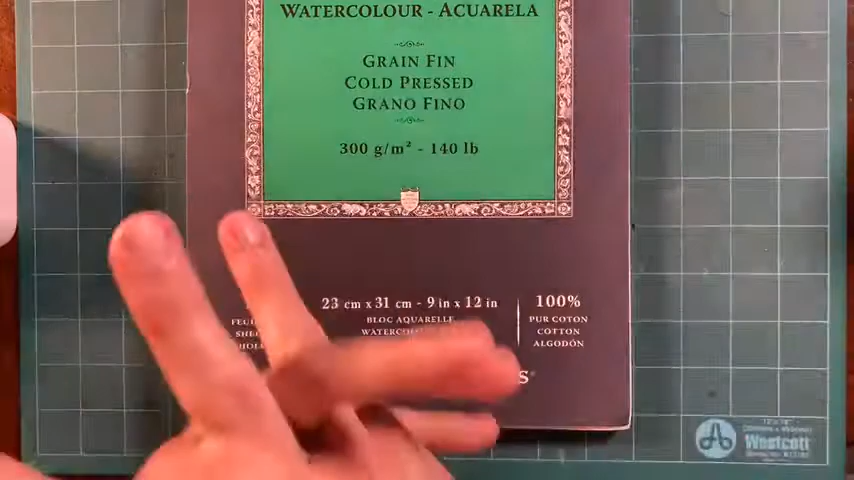 WATERCOLOUR - ACUARELA
GRAIN FIN
COLD PRESSED
GRANO FINO
300 g/m² - 140 lb
23 cm x 31 cm - 9 in x 12 in
BLOC AQUARELLE
100%
PUR COTON
COTTON
ALGODÓN
Westcott